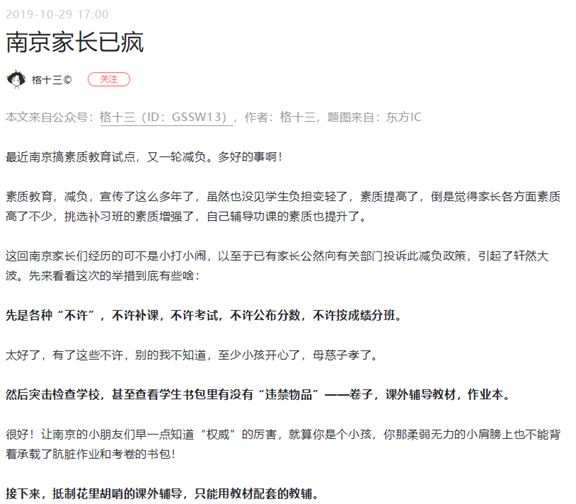 2019-10-29 17:00
南京家长已疯
格十三© 关注
本文来自公众号：格十三（ID：GSSW13），作者：格十三，题图来自：东方IC
最近南京搞素质教育试点，又一轮减负。多好的事啊！
素质教育，减负，宣传了这么多年了，虽然也没见学生负担变轻了，素质提高了，倒是觉得家长各方面素质
高了不少，挑选补习班的素质增强了，自己辅导功课的素质也提升了。
这回南京家长们经历的可不是小打小闹，以至于已有家长公然向有关部门投诉此减负政策，引起了轩然大
波。先来看看这次的举措到底有些啥：
先是各种“不许”，不许补课，不许考试，不许公布分数，不许按成绩分班。
太好了，有了这些不许，别的我不知道，至少小孩开心了，母慈子孝了。
然后突击检查学校，甚至查看学生书包里有没有“违禁物品”——卷子，课外辅导教材，作业本。
很好！让南京的小朋友们早一点知道“权威”的厉害，就算你是个小孩，你那柔弱无力的小肩膀上也不能背
着承载了肮脏作业和考卷的书包！
接下来，抵制花里胡哨的课外辅导，只能用教材配套的教辅。